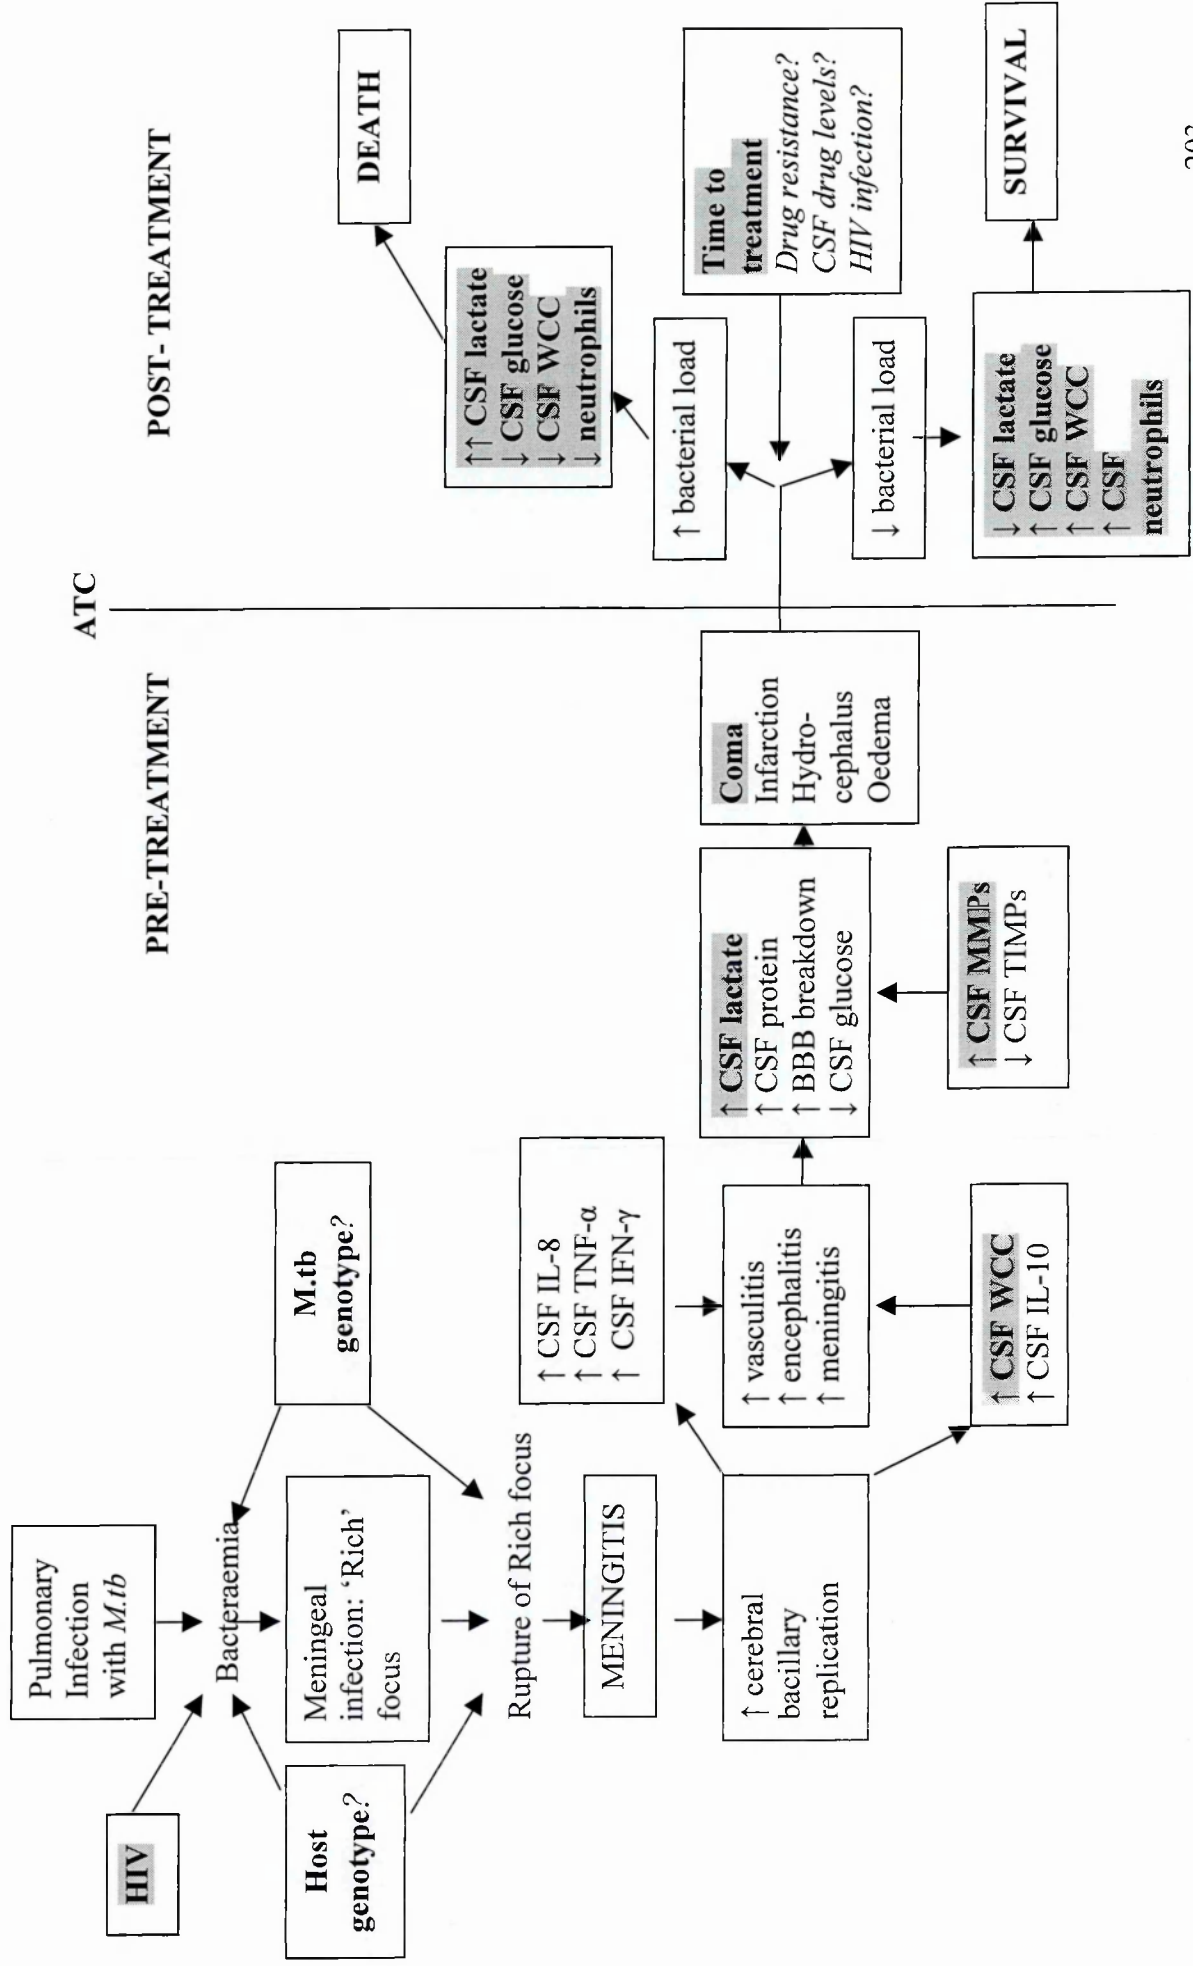 PRE-TREATMENT
ATC
POST- TREATMENT
HIV
Pulmonary
Infection
with M.tb
Bacteraemia
Host
genotype?
Meningeal
infection: ‘Rich’
focus
M.tb
genotype?
Rupture of Rich focus
MENINGITIS
↑ cerebral
bacillary
replication
↑ CSF IL-8
↑ CSF TNF-α
↑ CSF IFN-γ
↑ vasculitis
↑ encephalitis
↑ meningitis
↑ CSF WCC
↑ CSF IL-10
↑ CSF lactate
↑ CSF protein
↑ BBB breakdown
↓ CSF glucose
↑ CSF MMPs
↓ CSF TIMPs
Coma
Infarction
Hydro-
cephalus
Oedema
↑ bacterial load
↓ bacterial load
↑↑ CSF lactate
↓ CSF glucose
↓ CSF WCC
↓ neutrophils
DEATH
Time to
treatment
Drug resistance?
CSF drug levels?
HIV infection?
↓ CSF lactate
↑ CSF glucose
↑ CSF WCC
↑ CSF
neutrophils
SURVIVAL